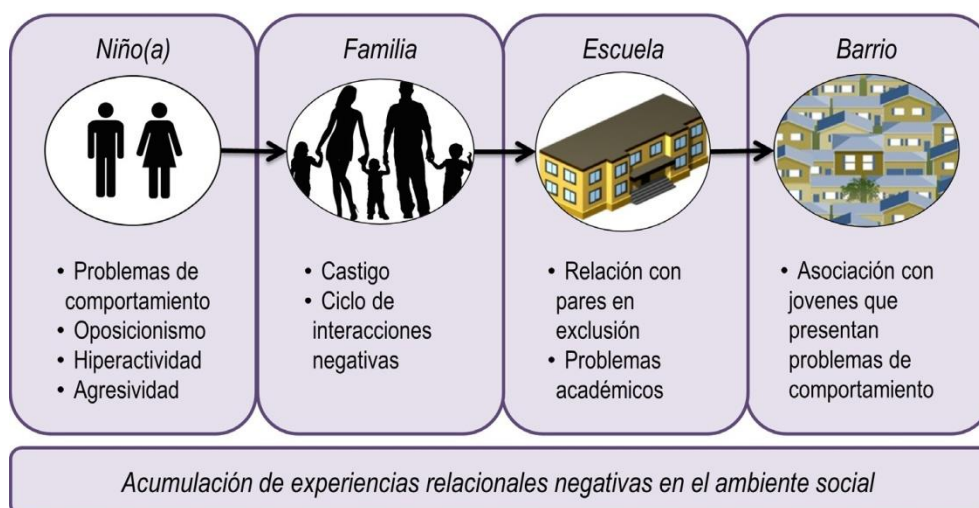 Niño(a)
Familia
Escuela
Barrio
• Problemas de
comportamiento
• Oposicionismo
• Hiperactividad
• Agresividad
• Castigo
• Ciclo de
interacciones
negativas
• Relación con
pares en
exclusión
• Problemas
académicos
• Asociación con
jovenes que
presentan
problemas de
comportamiento
Acumulación de experiencias relacionales negativas en el ambiente social